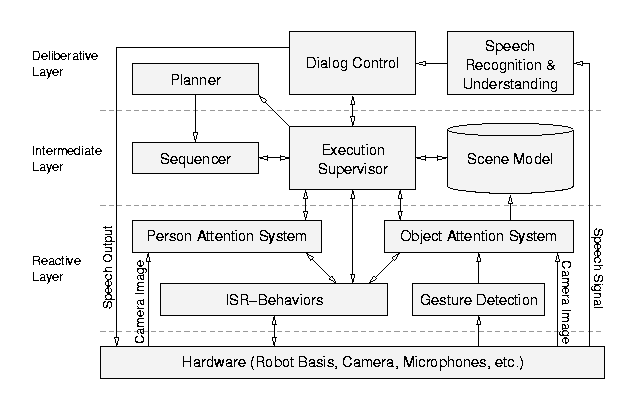 Deliberative
Layer
Dialog Control
Speech
Recognition &
Understanding
Planner
Intermediate
Layer
Sequencer
Execution
Supervisor
Scene Model
Person Attention System
Object Attention System
Reactive
Layer
Speech Output
Camera Image
ISR-Behaviors
Gesture Detection
Camera Image
Speech Signal
Hardware (Robot Basis, Camera, Microphones, etc.)